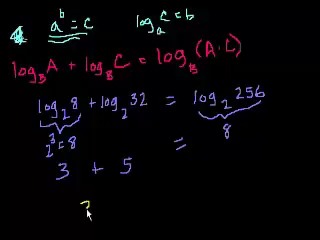 a^b = c log_a c = b
log_B A + log_B C = log_B (A · C)
log_2 8 + log_2 32 = log_2 256
2^3 = 8 8
3 + 5 =